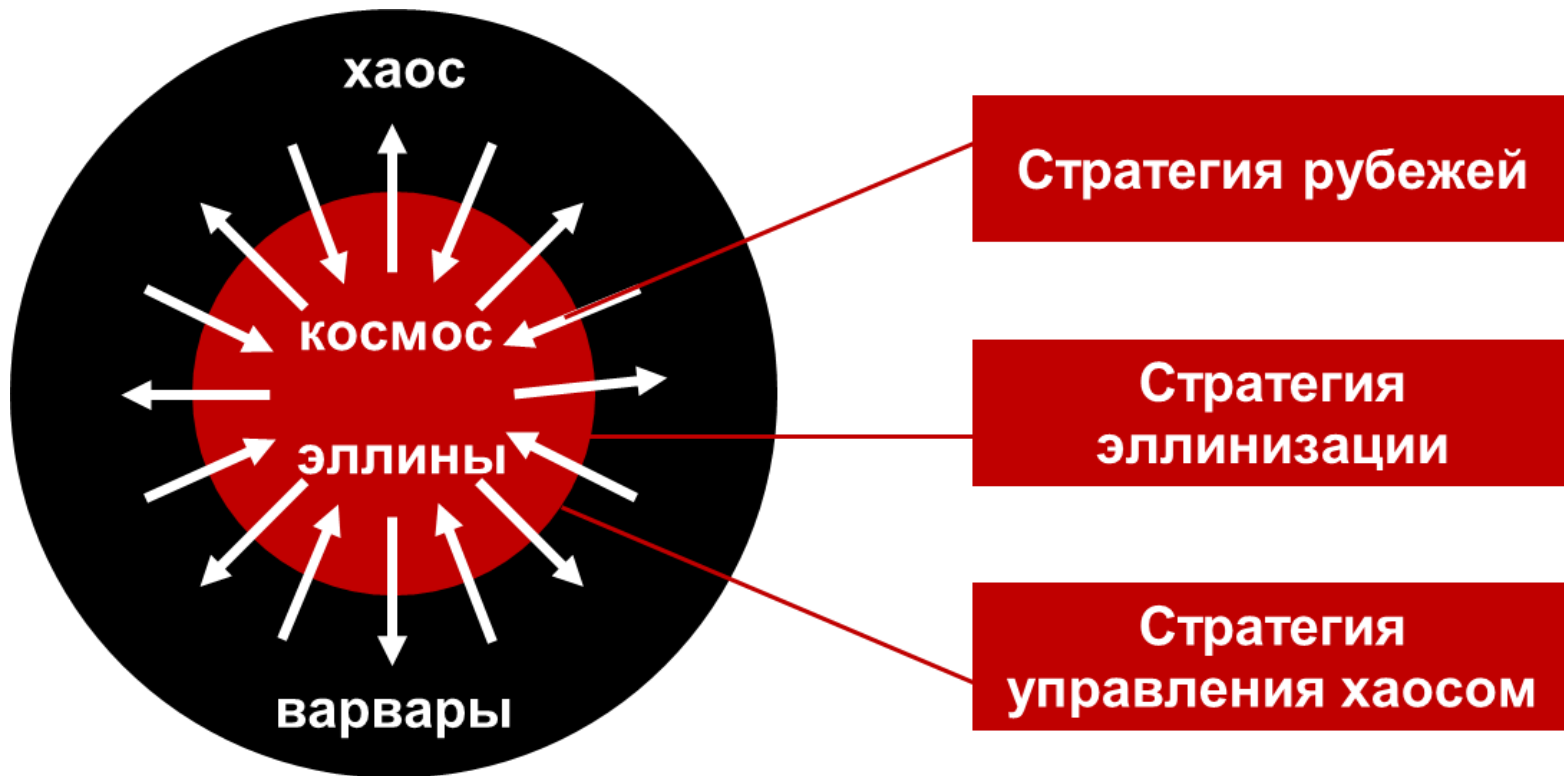 хаос
космос
эллины
варвары
Стратегия рубежей
Стратегия
эллинизации
Стратегия
управления хаосом